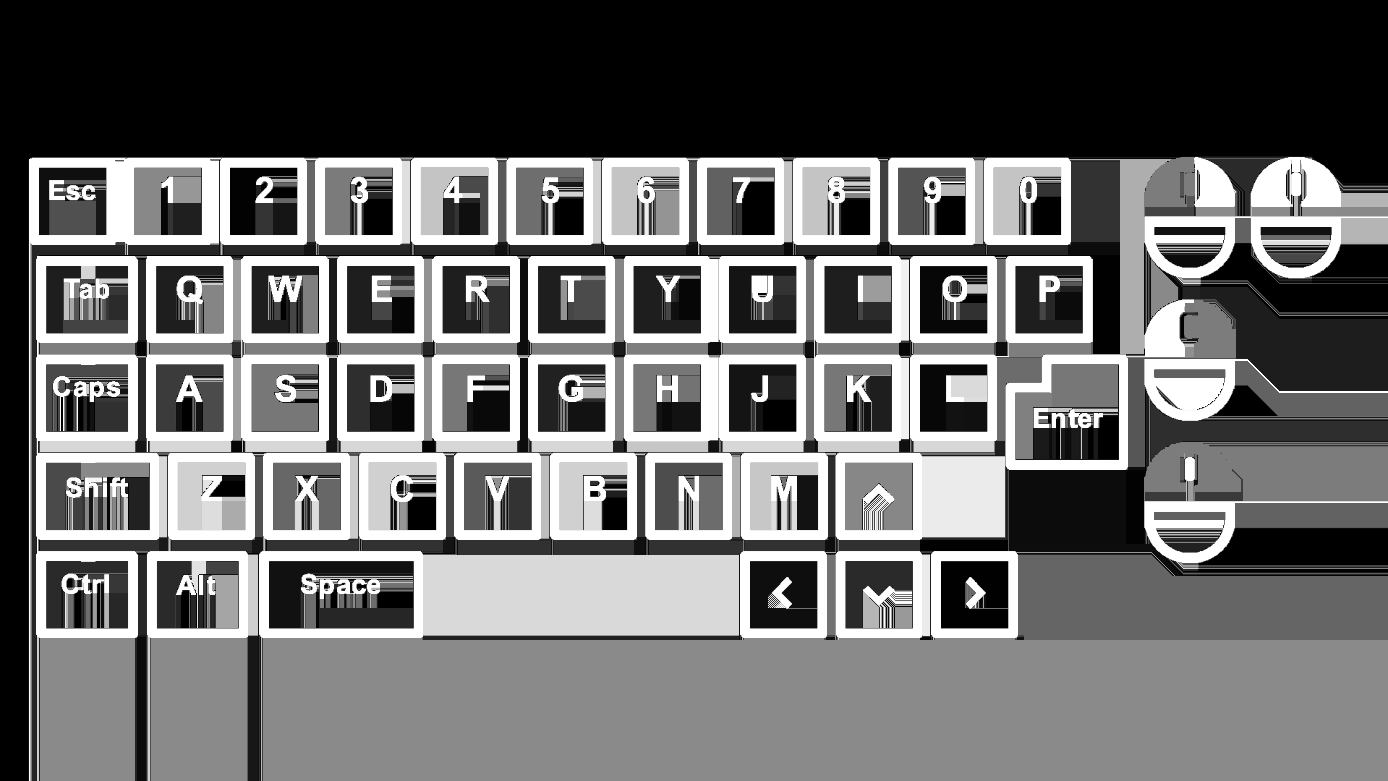 Esc 1 2 3 4 5 6 7 8 9 0
Tab Q W E R T Y U I O P
Caps A S D F G H J K L
Enter
Shift Z X C V B N M
Ctrl Alt Space